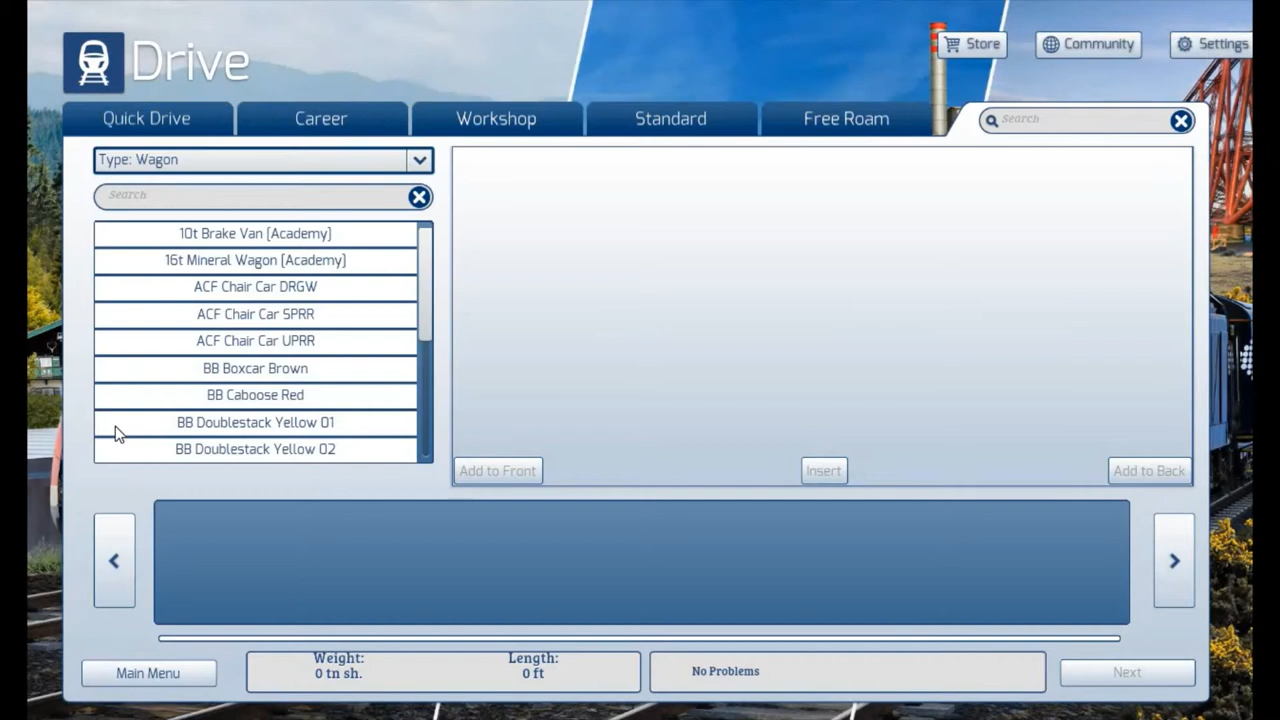 Drive
Store
Community
Settings
Quick Drive
Career
Workshop
Standard
Free Roam
Search
Type: Wagon
Search
10t Brake Van [Academy]
16t Mineral Wagon [Academy]
ACF Chair Car DRGW
ACF Chair Car SPRR
ACF Chair Car UPRR
BB Boxcar Brown
BB Caboose Red
BB Doublestack Yellow 01
BB Doublestack Yellow 02
Add to Front
Insert
Add to Back
Main Menu
Weight:
0 tn sh.
Length:
0 ft
No Problems
Next